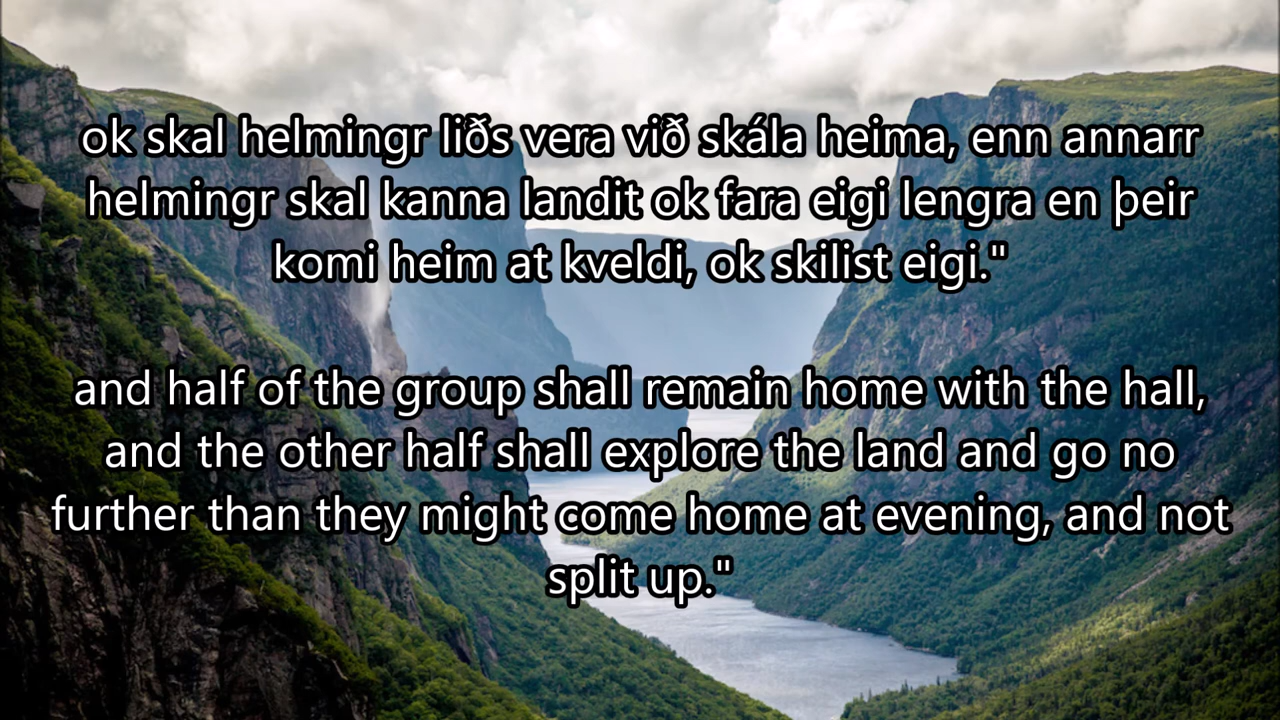 ok skal helmingr liðs vera við skála heima, enn annarr
helmingr skal kanna landit ok fara eigi lengra en þeir
komi heim at kveldi, ok skilist eigi."
and half of the group shall remain home with the hall,
and the other half shall explore the land and go no
further than they might come home at evening, and not
split up."